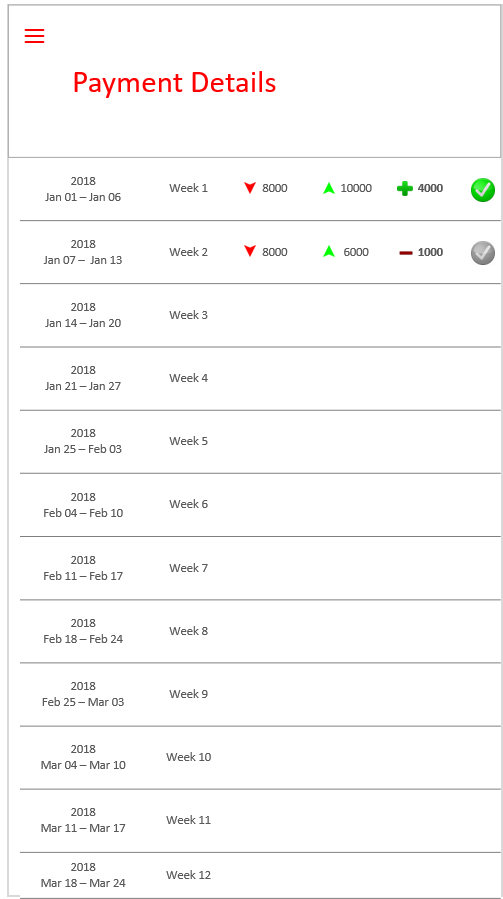 Payment Details
2018
Jan 01 – Jan 06
Week 1
8000
10000
4000
2018
Jan 07 – Jan 13
Week 2
8000
6000
1000
2018
Jan 14 – Jan 20
Week 3
2018
Jan 21 – Jan 27
Week 4
2018
Jan 25 – Feb 03
Week 5
2018
Feb 04 – Feb 10
Week 6
2018
Feb 11 – Feb 17
Week 7
2018
Feb 18 – Feb 24
Week 8
2018
Feb 25 – Mar 03
Week 9
2018
Mar 04 – Mar 10
Week 10
2018
Mar 11 – Mar 17
Week 11
2018
Mar 18 – Mar 24
Week 12